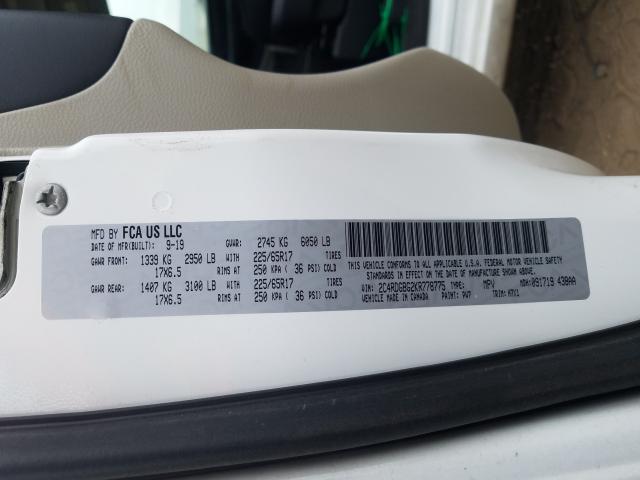 MFD BY FCA US LLC
DATE OF MFR(BUILT): 9-19 GVWR: 2745 KG 6050 LB
GAWR FRONT: 1339 KG 2950 LB WITH 225/65R17
17X6.5 RIMS AT 250 KPA ( 36 PSI) COLD
GAWR REAR: 1407 KG 3100 LB WITH 225/65R17
17X6.5 RIMS AT 250 KPA ( 36 PSI) COLD
THIS VEHICLE CONFORMS TO ALL APPLICABLE U.S.A. FEDERAL MOTOR VEHICLE SAFETY
STANDARDS IN EFFECT ON THE DATE OF MANUFACTURE SHOWN ABOVE.
VIN: 2C4RDGBG2KR778775 TYPE: MPV MDH: 091719 438AA
VEHICLE MADE IN CANADA PAINT: PW7 TRIM: